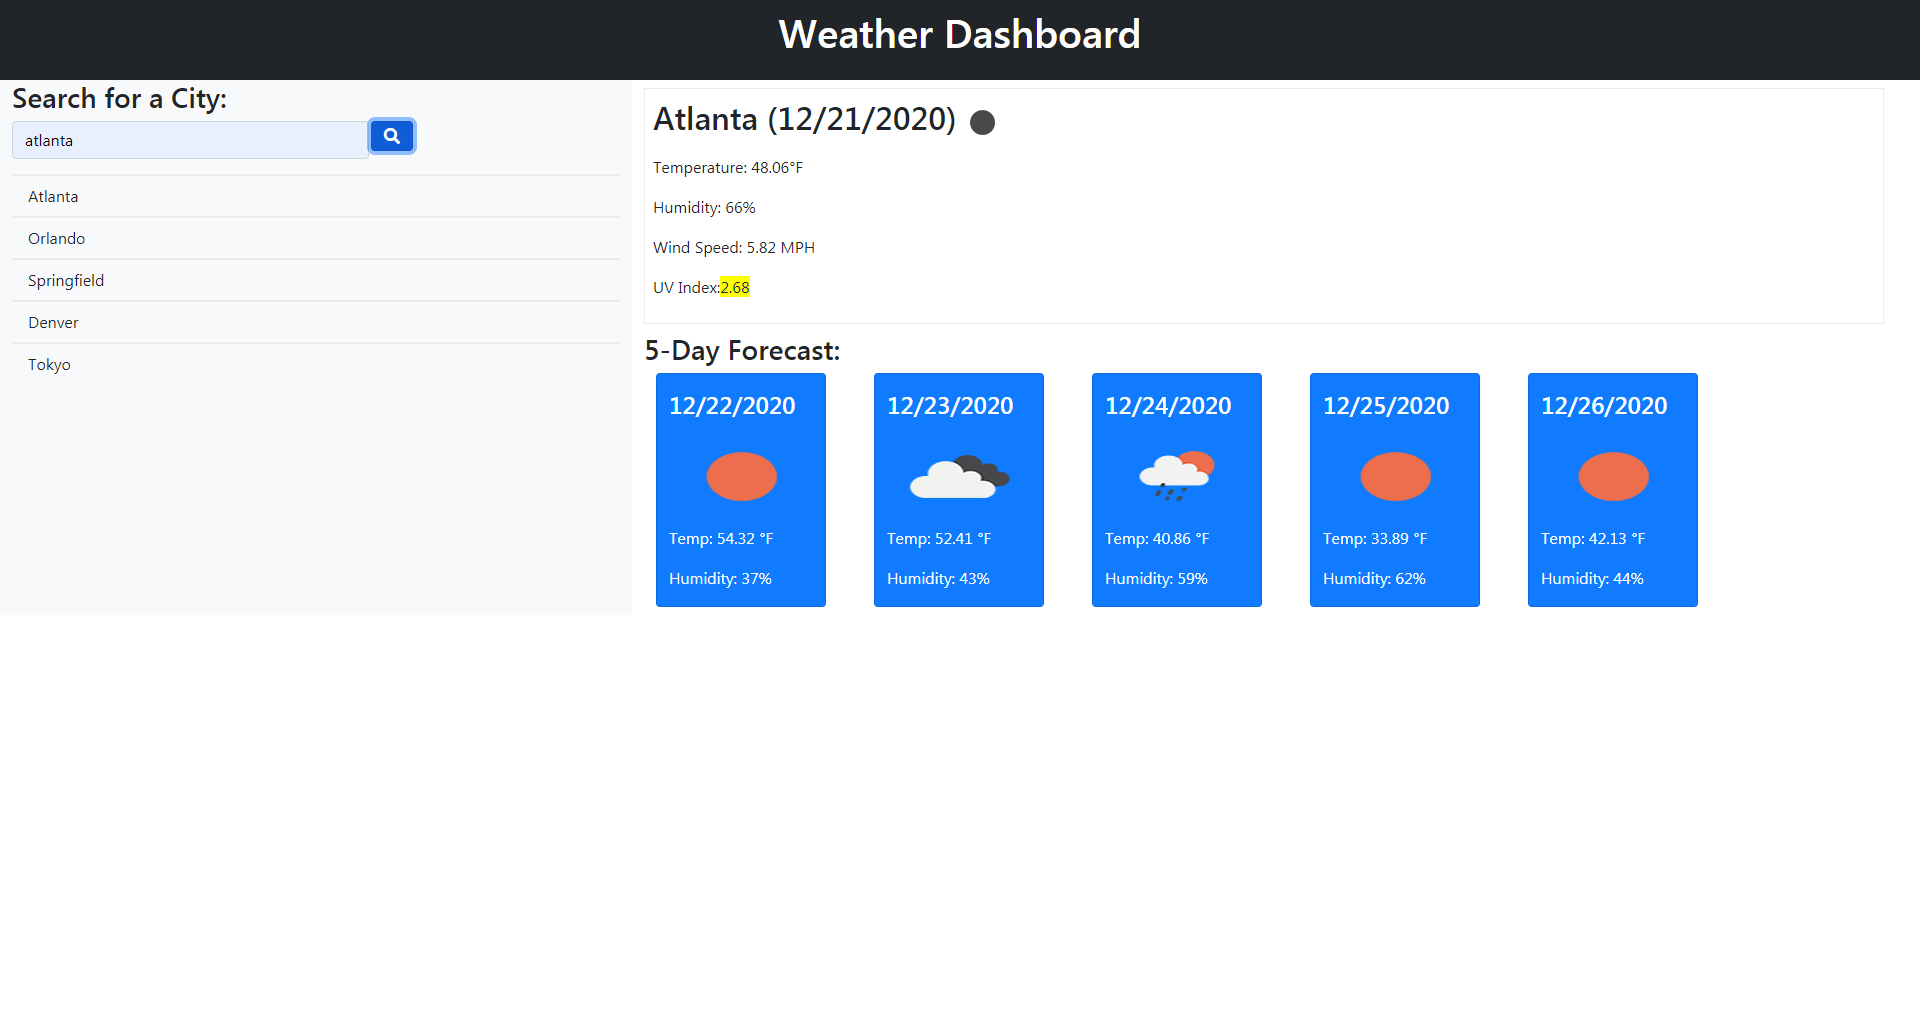 Weather Dashboard
Search for a City:
atlanta
Atlanta
Orlando
Springfield
Denver
Tokyo
Atlanta (12/21/2020)
Temperature: 48.06°F
Humidity: 66%
Wind Speed: 5.82 MPH
UV Index:2.68
5-Day Forecast:
12/22/2020
Temp: 54.32 °F
Humidity: 37%
12/23/2020
Temp: 52.41 °F
Humidity: 43%
12/24/2020
Temp: 40.86 °F
Humidity: 59%
12/25/2020
Temp: 33.89 °F
Humidity: 62%
12/26/2020
Temp: 42.13 °F
Humidity: 44%